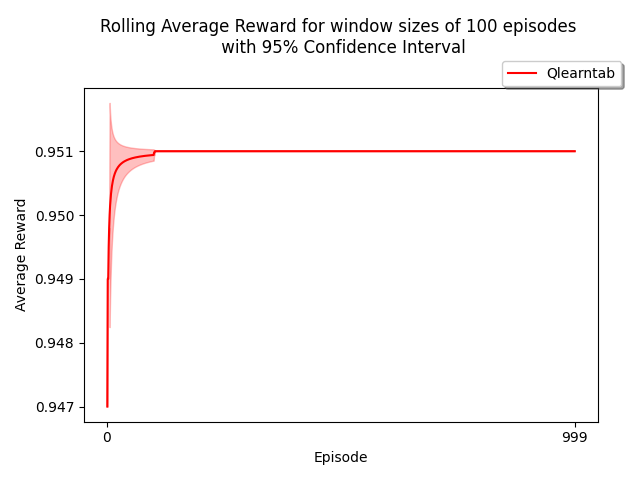 Rolling Average Reward for window sizes of 100 episodes
with 95% Confidence Interval
Qlearntab
0.951
0.950
0.949
0.948
0.947
Average Reward
0
999
Episode